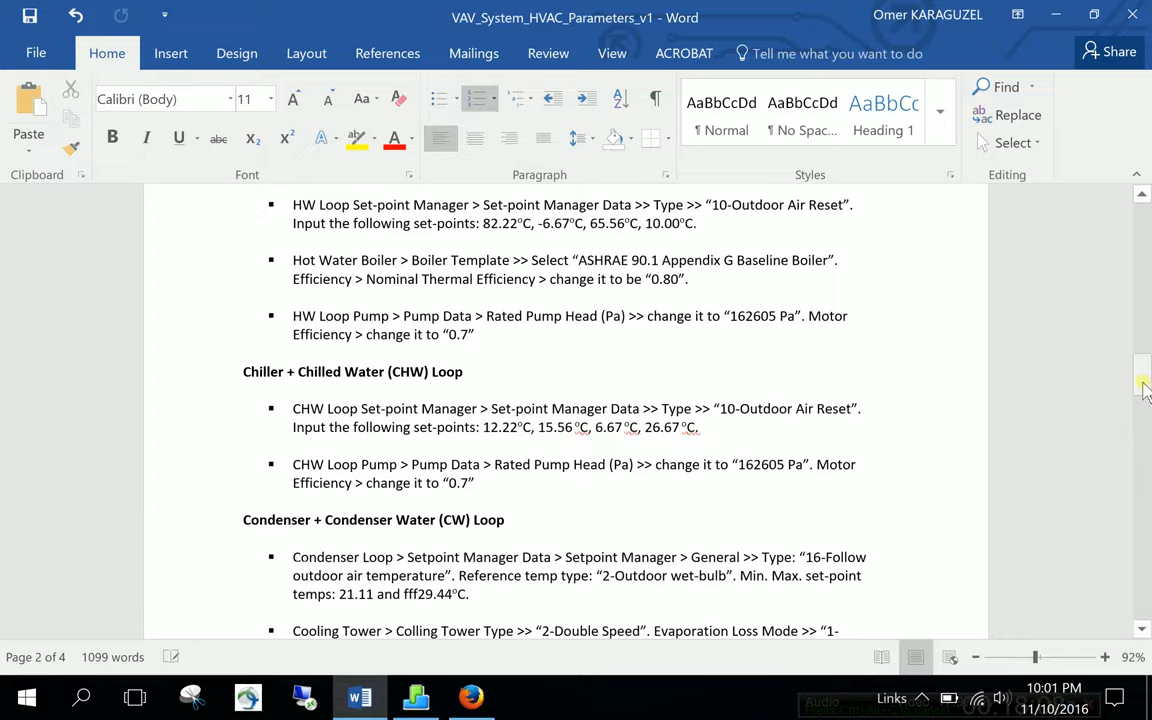 VAV_System_HVAC_Parameters_v1 - Word
Omer KARAGUZEL
File Home Insert Design Layout References Mailings Review View ACROBAT Tell me what you want to do Share
Calibri (Body) 11 A A Aa AaBbCcDd AaBbCcDd AaBbCc Find
Paste ¶ Normal ¶ No Spac... Heading 1 Replace
B I U abc X2 X2 A A Select
Clipboard Font Paragraph Styles Editing
▪ HW Loop Set-point Manager > Set-point Manager Data >> Type >> “10-Outdoor Air Reset”.
Input the following set-points: 82.22°C, -6.67°C, 65.56°C, 10.00°C.
▪ Hot Water Boiler > Boiler Template >> Select “ASHRAE 90.1 Appendix G Baseline Boiler”.
Efficiency > Nominal Thermal Efficiency > change it to be “0.80”.
▪ HW Loop Pump > Pump Data > Rated Pump Head (Pa) >> change it to “162605 Pa”. Motor
Efficiency > change it to “0.7”
Chiller + Chilled Water (CHW) Loop
▪ CHW Loop Set-point Manager > Set-point Manager Data >> Type >> “10-Outdoor Air Reset”.
Input the following set-points: 12.22°C, 15.56 °C, 6.67 °C, 26.67 °C.
▪ CHW Loop Pump > Pump Data > Rated Pump Head (Pa) >> change it to “162605 Pa”. Motor
Efficiency > change it to “0.7”
Condenser + Condenser Water (CW) Loop
▪ Condenser Loop > Setpoint Manager Data > Setpoint Manager > General >> Type: “16-Follow
outdoor air temperature”. Reference temp type: “2-Outdoor wet-bulb”. Min. Max. set-point
temps: 21.11 and fff29.44°C.
▪ Cooling Tower > Colling Tower Type >> “2-Double Speed”. Evaporation Loss Mode >> “1-
Page 2 of 4 1099 words 92%
Audio Links 10:01 PM
11/10/2016